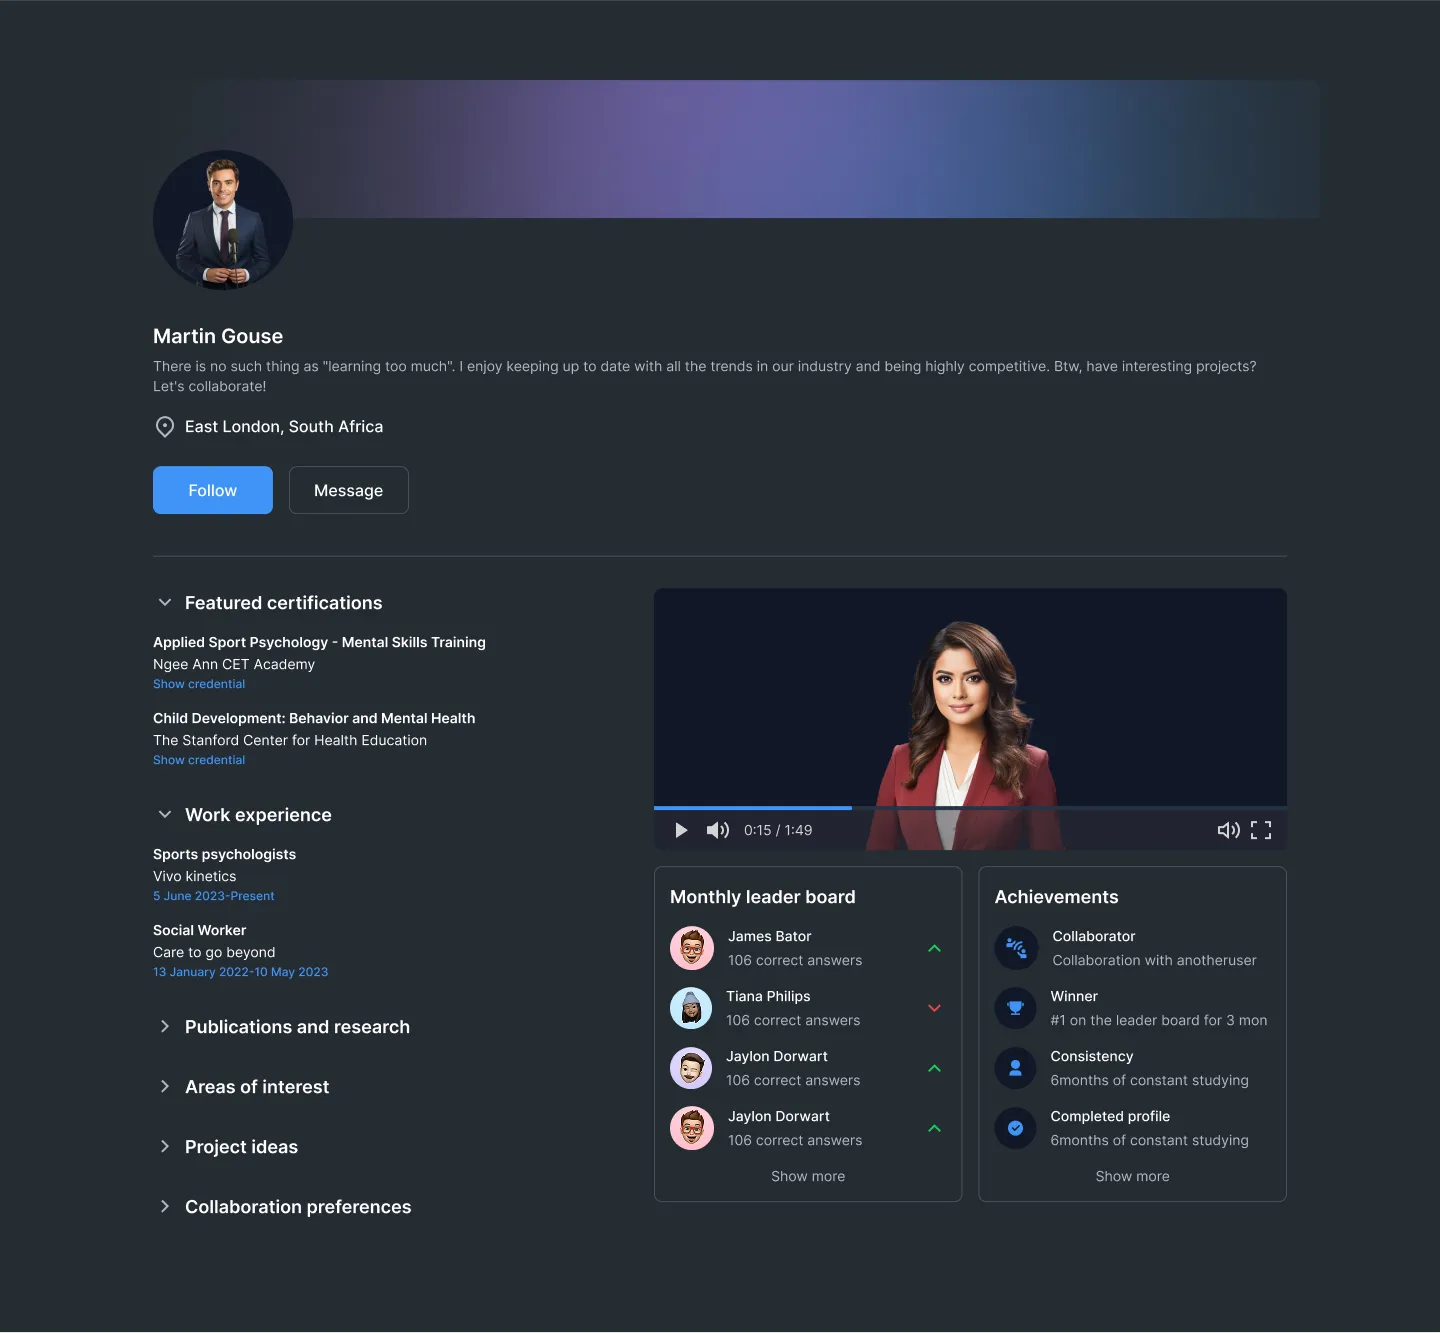 Martin Gouse
There is no such thing as "learning too much". I enjoy keeping up to date with all the trends in our industry and being highly competitive. Btw, have interesting projects?
Let's collaborate!
East London, South Africa
Follow
Message
Featured certifications
Applied Sport Psychology - Mental Skills Training
Ngee Ann CET Academy
Show credential
Child Development: Behavior and Mental Health
The Stanford Center for Health Education
Show credential
Work experience
Sports psychologists
Vivo kinetics
5 June 2023-Present
Social Worker
Care to go beyond
13 January 2022-10 May 2023
Publications and research
Areas of interest
Project ideas
Collaboration preferences
0:15 / 1:49
Monthly leader board
James Bator
106 correct answers
Tiana Philips
106 correct answers
Jaylon Dorwart
106 correct answers
Jaylon Dorwart
106 correct answers
Show more
Achievements
Collaborator
Collaboration with anotheruser
Winner
#1 on the leader board for 3 mon
Consistency
6months of constant studying
Completed profile
6months of constant studying
Show more